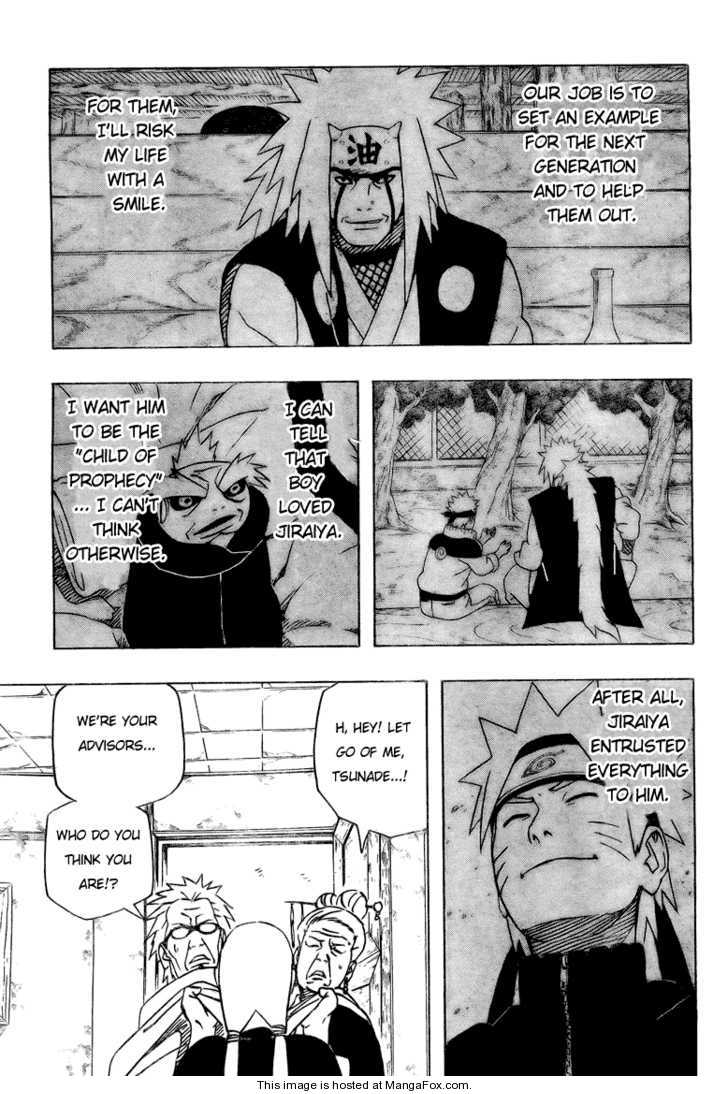 OUR JOB IS TO
SET AN EXAMPLE
FOR THE NEXT
GENERATION
AND TO HELP
THEM OUT.
FOR THEM,
I'LL RISK
MY LIFE
WITH A
SMILE.
油
I CAN
TELL
THAT
BOY
LOVED
JIRAIYA.
I WANT HIM
TO BE THE
"CHILD OF
PROPHECY"
... I CAN'T
THINK
OTHERWISE.
AFTER ALL,
JIRAIYA
ENTRUSTED
EVERYTHING
TO HIM.
H, HEY! LET
GO OF ME,
TSUNADE...!
WE'RE YOUR
ADVISORS...
WHO DO YOU
THINK YOU
ARE!?
This image is hosted at MangaFox.com.